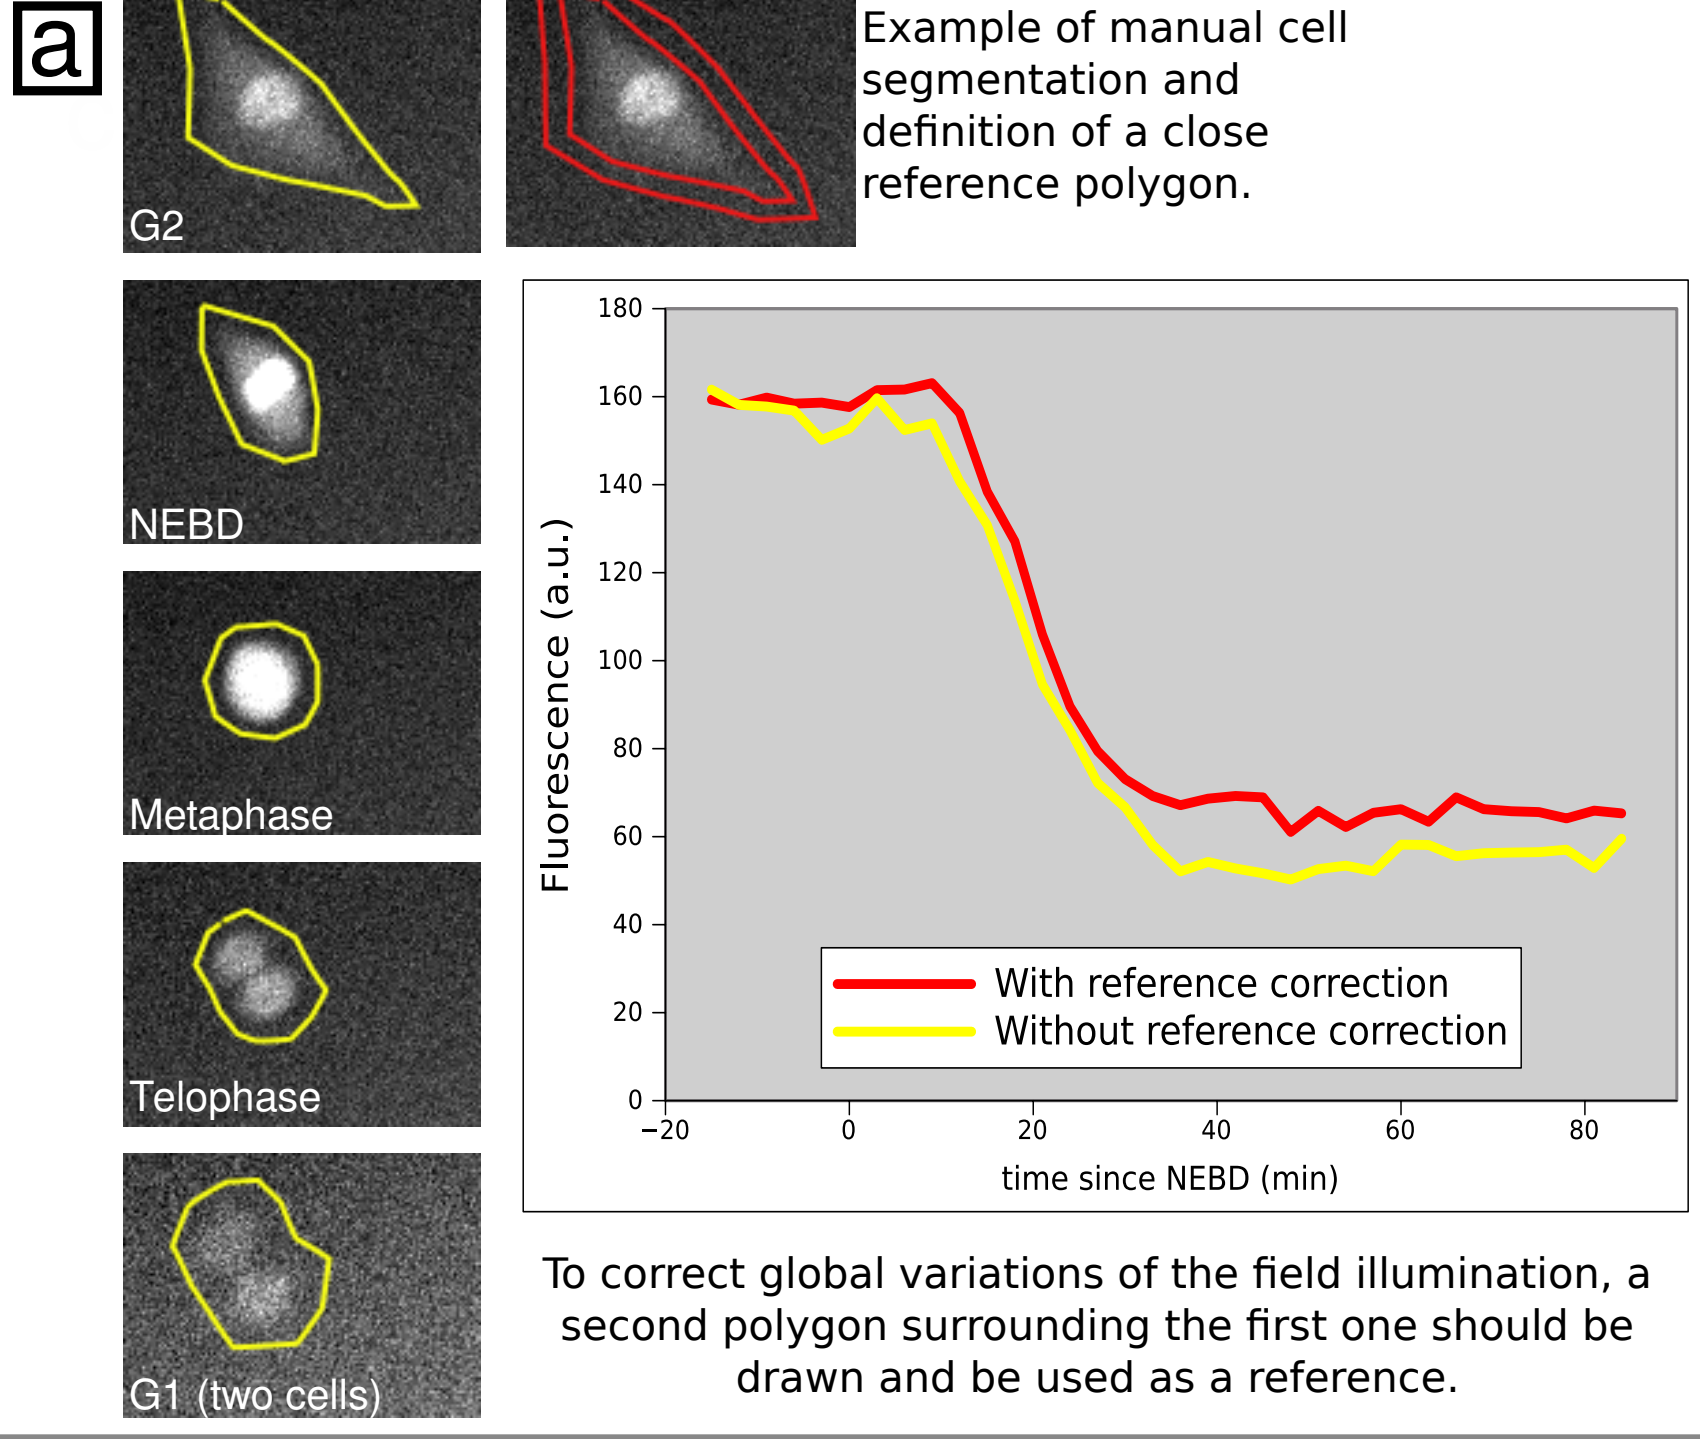 a
G2
Example of manual cell
segmentation and
definition of a close
reference polygon.
NEBD
Metaphase
Telophase
G1 (two cells)
180
160
140
120
100
80
60
40
20
0
Fluorescence (a.u.)
−20 0 20 40 60 80
time since NEBD (min)
With reference correction
Without reference correction
To correct global variations of the field illumination, a
second polygon surrounding the first one should be
drawn and be used as a reference.